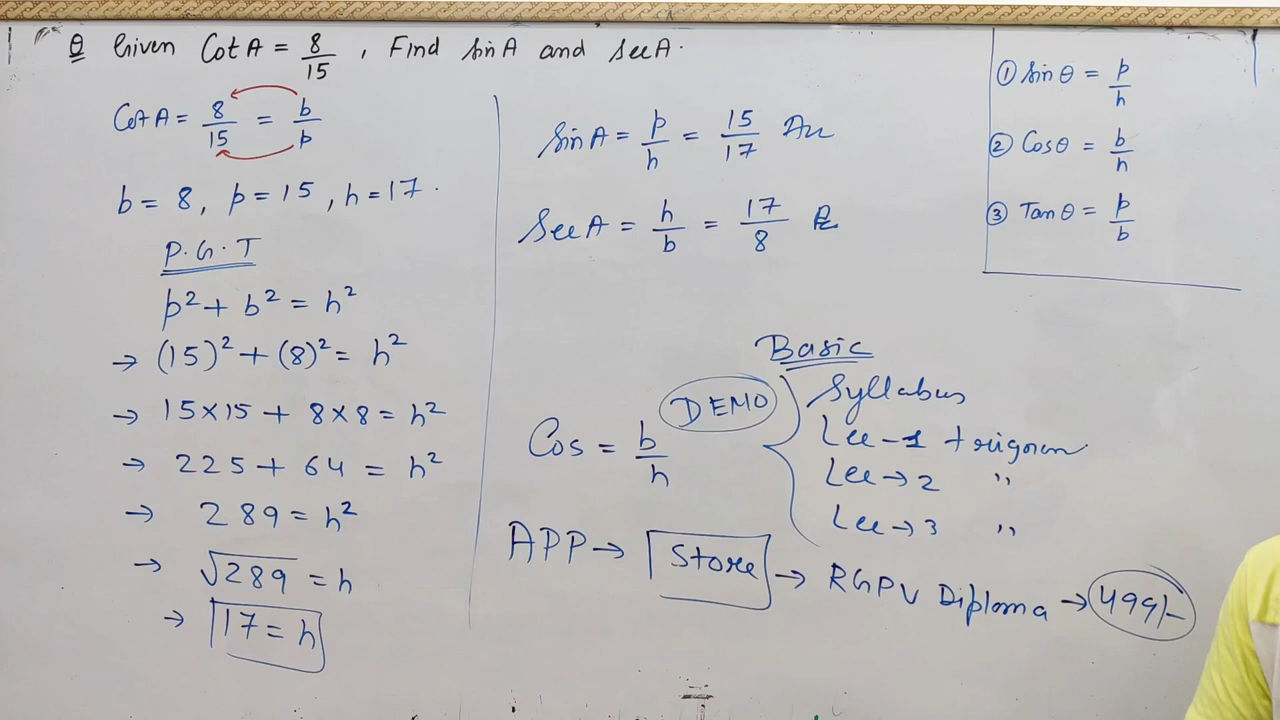 Q Given Cot A = 8/15 , Find sin A and sec A.
Cot A = 8/15 = b/p
b = 8, p = 15, h = 17.
P.G.T
p² + b² = h²
→ (15)² + (8)² = h²
→ 15×15 + 8×8 = h²
→ 225 + 64 = h²
→ 289 = h²
→ √289 = h
→ 17 = h
Sin A = p/h = 15/17 An
Sec A = h/b = 17/8
① Sin θ = p/h
② Cos θ = b/h
③ Tan θ = p/b
Basic
DEMO
Syllabus
Lec-1 trigonn
Lec→2 "
Lec→3 "
Cos = b/h
APP → Store → RGPV Diploma → 499/-